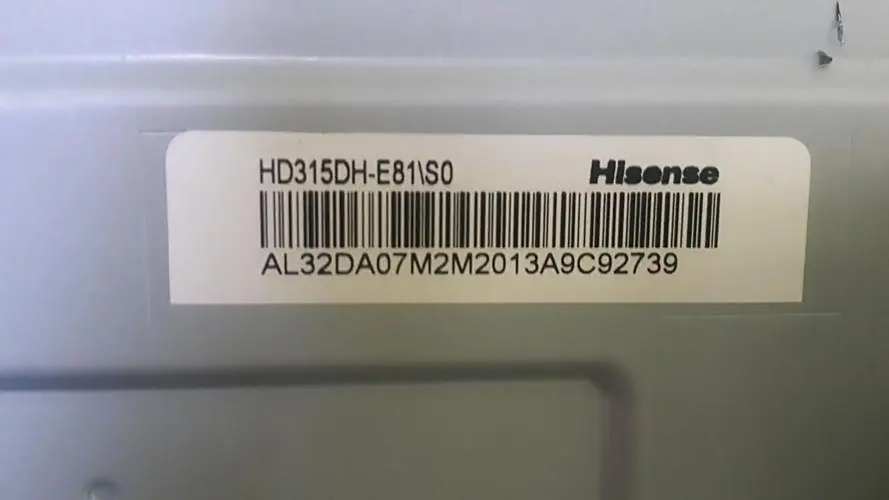 HD315DH-E81\S0 Hisense
AL32DA07M2M2013A9C92739